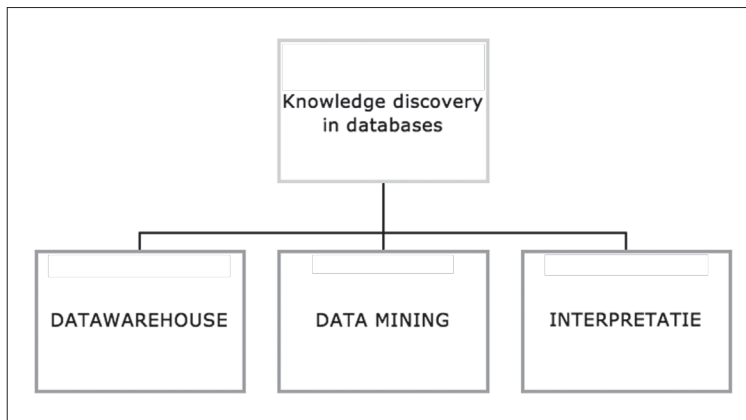 Knowledge discovery
in databases
DATAWAREHOUSE
DATA MINING
INTERPRETATIE